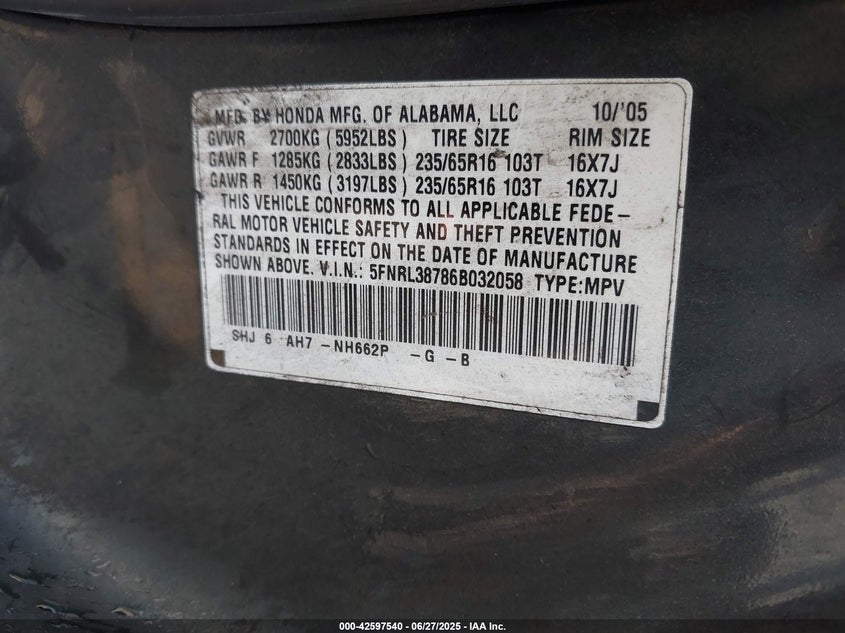 MFD. BY HONDA MFG. OF ALABAMA, LLC 10/'05
GVWR 2700KG (5952LBS) TIRE SIZE RIM SIZE
GAWR F 1285KG (2833LBS) 235/65R16 103T 16X7J
GAWR R 1450KG (3197LBS) 235/65R16 103T 16X7J
THIS VEHICLE CONFORMS TO ALL APPLICABLE FEDE-
RAL MOTOR VEHICLE SAFETY AND THEFT PREVENTION
STANDARDS IN EFFECT ON THE DATE OF MANUFACTURE
SHOWN ABOVE. V.I.N.: 5FNRL38786B032058 TYPE:MPV
SHJ 6 AH7 -NH662P -G -B
000-42597540 - 06/27/2025 - IAA Inc.